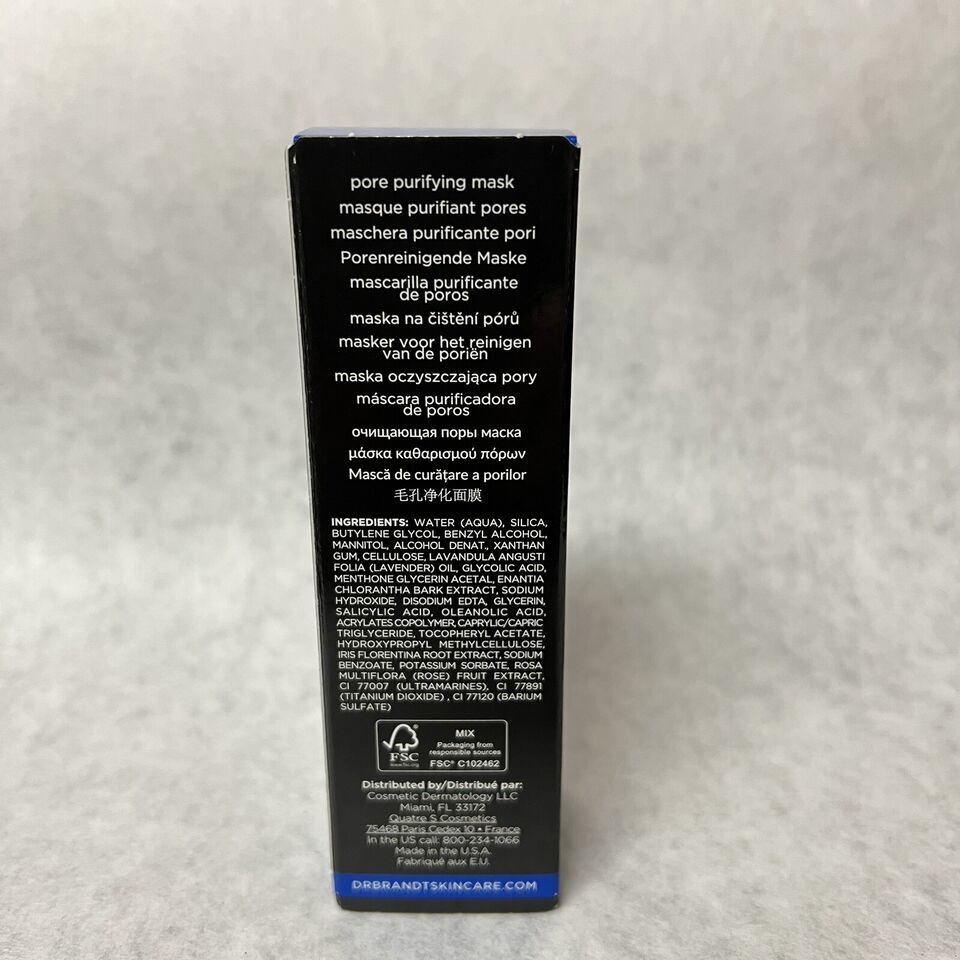 pore purifying mask
masque purifiant pores
maschera purificante pori
Porenreinigende Maske
mascarilla purificante
de poros
maska na čištění pórů
masker voor het reinigen
van de poriën
maska oczyszczająca pory
máscara purificadora
de poros
очищающая поры маска
μάσκα καθαρισμού πόρων
Mască de curățare a porilor
毛孔净化面膜
INGREDIENTS: WATER (AQUA), SILICA,
BUTYLENE GLYCOL, BENZYL ALCOHOL,
MANNITOL, ALCOHOL DENAT., XANTHAN
GUM, CELLULOSE, LAVANDULA ANGUSTI
FOLIA (LAVENDER) OIL, GLYCOLIC ACID,
MENTHONE GLYCERIN ACETAL, ENANTIA
CHLORANTHA BARK EXTRACT, SODIUM
HYDROXIDE, DISODIUM EDTA, GLYCERIN,
SALICYLIC ACID, OLEANOLIC ACID,
ACRYLATES COPOLYMER, CAPRYLIC/CAPRIC
TRIGLYCERIDE, TOCOPHERYL ACETATE,
HYDROXYPROPYL METHYLCELLULOSE,
IRIS FLORENTINA ROOT EXTRACT, SODIUM
BENZOATE, POTASSIUM SORBATE, ROSA
MULTIFLORA (ROSE) FRUIT EXTRACT,
CI 77007 (ULTRAMARINES), CI 77891
(TITANIUM DIOXIDE) , CI 77120 (BARIUM
SULFATE)
FSC
www.fsc.org
MIX
Packaging from
responsible sources
FSC® C102462
Distributed by/Distribué par:
Cosmetic Dermatology LLC
Miami, FL 33172
Quatre S Cosmetics
75468 Paris Cedex 10 • France
In the US call: 800-234-1066
Made in the U.S.A.
Fabriqué aux E.U.
DRBRANDTSKINCARE.COM